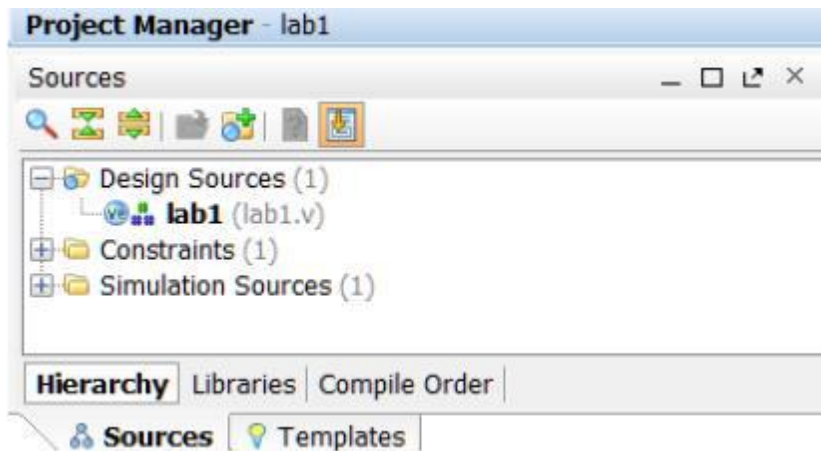 Project Manager - lab1
Sources
Design Sources (1)
lab1 (lab1.v)
Constraints (1)
Simulation Sources (1)
Hierarchy Libraries Compile Order
Sources Templates